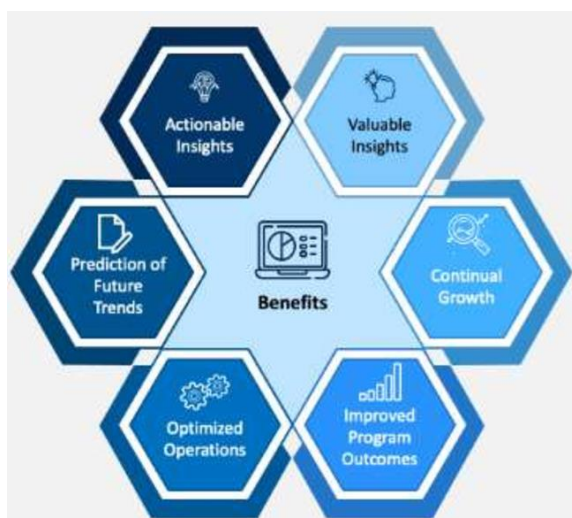 Actionable
Insights
Valuable
Insights
Prediction of
Future
Trends
Benefits
Continual
Growth
Optimized
Operations
Improved
Program
Outcomes